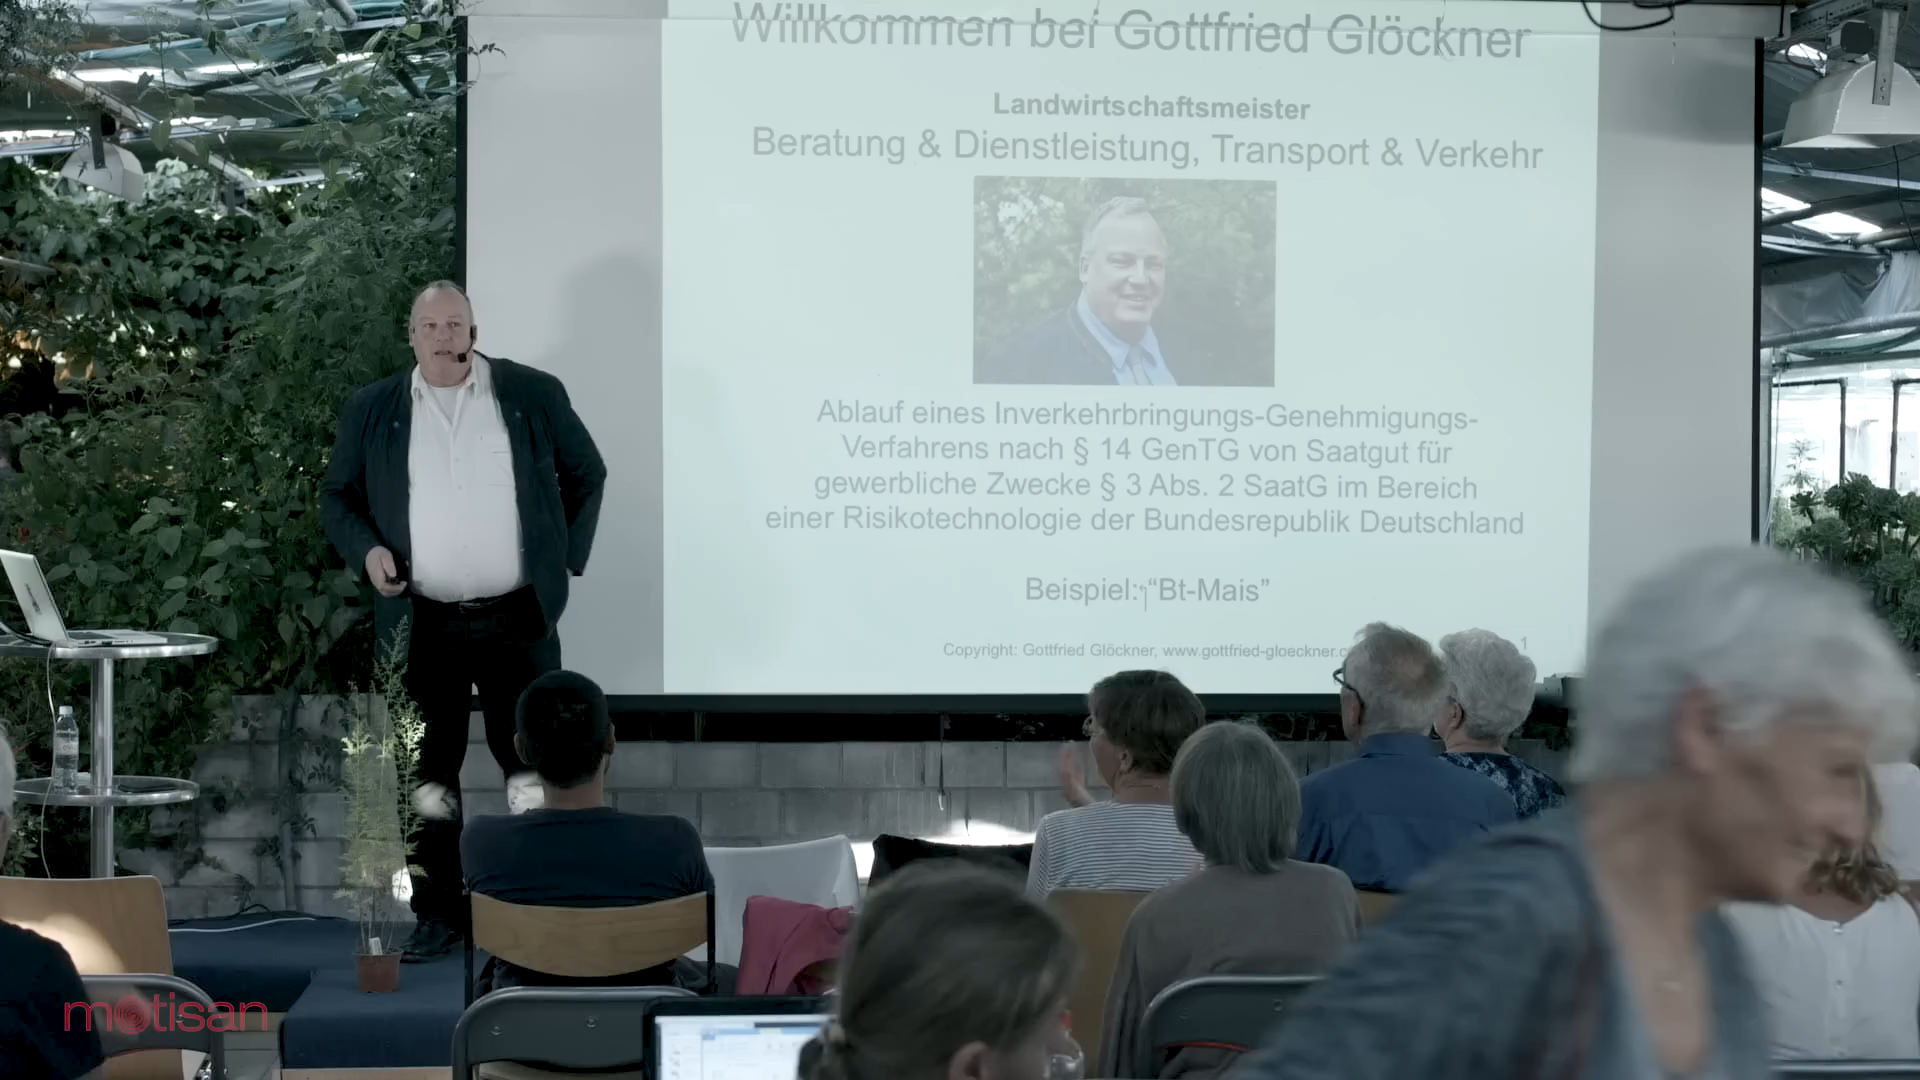 Willkommen bei Gottfried Glöckner
Landwirtschaftsmeister
Beratung & Dienstleistung, Transport & Verkehr
Ablauf eines Inverkehrbringungs-Genehmigungs-
Verfahrens nach § 14 GenTG von Saatgut für
gewerbliche Zwecke § 3 Abs. 2 SaatG im Bereich
einer Risikotechnologie der Bundesrepublik Deutschland
Beispiel: “Bt-Mais”
Copyright: Gottfried Glöckner, www.gottfried-gloeckner.c
1
motisan